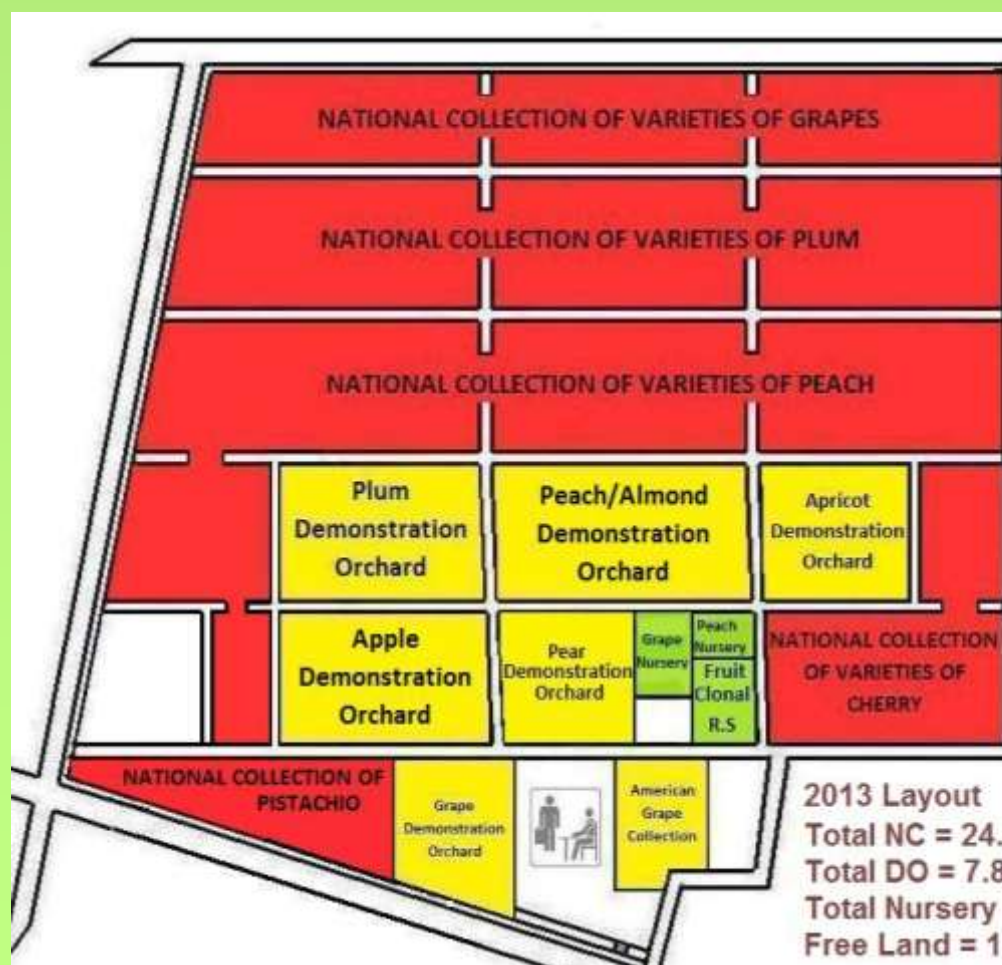 NATIONAL COLLECTION OF VARIETIES OF GRAPES
NATIONAL COLLECTION OF VARIETIES OF PLUM
NATIONAL COLLECTION OF VARIETIES OF PEACH
Plum
Demonstration
Orchard
Peach/Almond
Demonstration
Orchard
Apricot
Demonstration
Orchard
Apple
Demonstration
Orchard
Pear
Demonstration
Orchard
Grape
Nursery
Peach
Nursery
Fruit
Clonal
R.S
NATIONAL COLLECTION
OF VARIETIES OF
CHERRY
NATIONAL COLLECTION OF
PISTACHIO
Grape
Demonstration
Orchard
American
Grape
Collection
2013 Layout
Total NC = 24.
Total DO = 7.8
Total Nursery
Free Land = 1